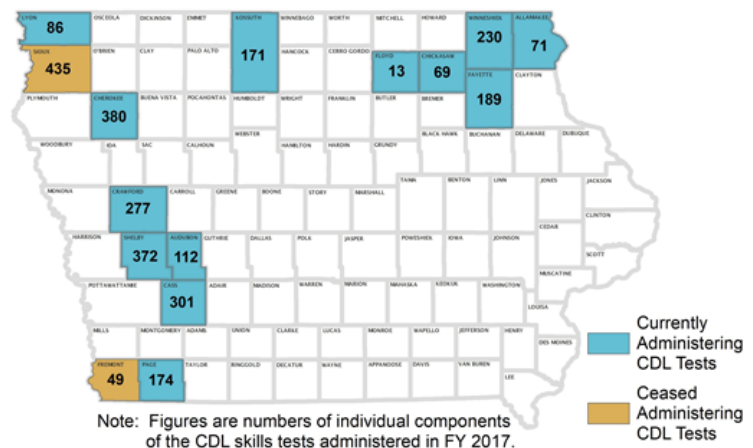 LYON OSCEOLA DICKINSON EMMET KOSSUTH WINNEBAGO WORTH MITCHELL HOWARD WINNESHIEK ALLAMAKEE
86 171 230 71
SIOUX O'BRIEN CLAY PALO ALTO HANCOCK CERRO GORDO FLOYD CHICKASAW
435 13 69
FAYETTE CLAYTON
189
PLYMOUTH CHEROKEE BUENA VISTA POCAHONTAS HUMBOLDT WRIGHT FRANKLIN BUTLER BREMER
380
WEBSTER BLACK HAWK BUCHANAN DELAWARE DUBUQUE
WOODBURY IDA SAC CALHOUN HAMILTON HARDIN GRUNDY
TAMA BENTON LINN JONES JACKSON
MONONA CRAWFORD CARROLL GREENE BOONE STORY MARSHALL
277
CLINTON
CEDAR
HARRISON SHELBY AUDUBON GUTHRIE DALLAS POLK JASPER POWESHIEK IOWA JOHNSON
372 112
SCOTT
MUSCATINE
POTTAWATTAMIE CASS ADAIR MADISON WARREN MARION MAHASKA KEOKUK WASHINGTON
301
LOUISA
MILLS MONTGOMERY ADAMS UNION CLARKE LUCAS MONROE WAPELLO JEFFERSON HENRY
DES MOINES
FREMONT PAGE TAYLOR RINGGOLD DECATUR WAYNE APPANOOSE DAVIS VAN BUREN
49 174
LEE
Currently
Administering
CDL Tests
Ceased
Administering
CDL Tests
Note: Figures are numbers of individual components
of the CDL skills tests administered in FY 2017.